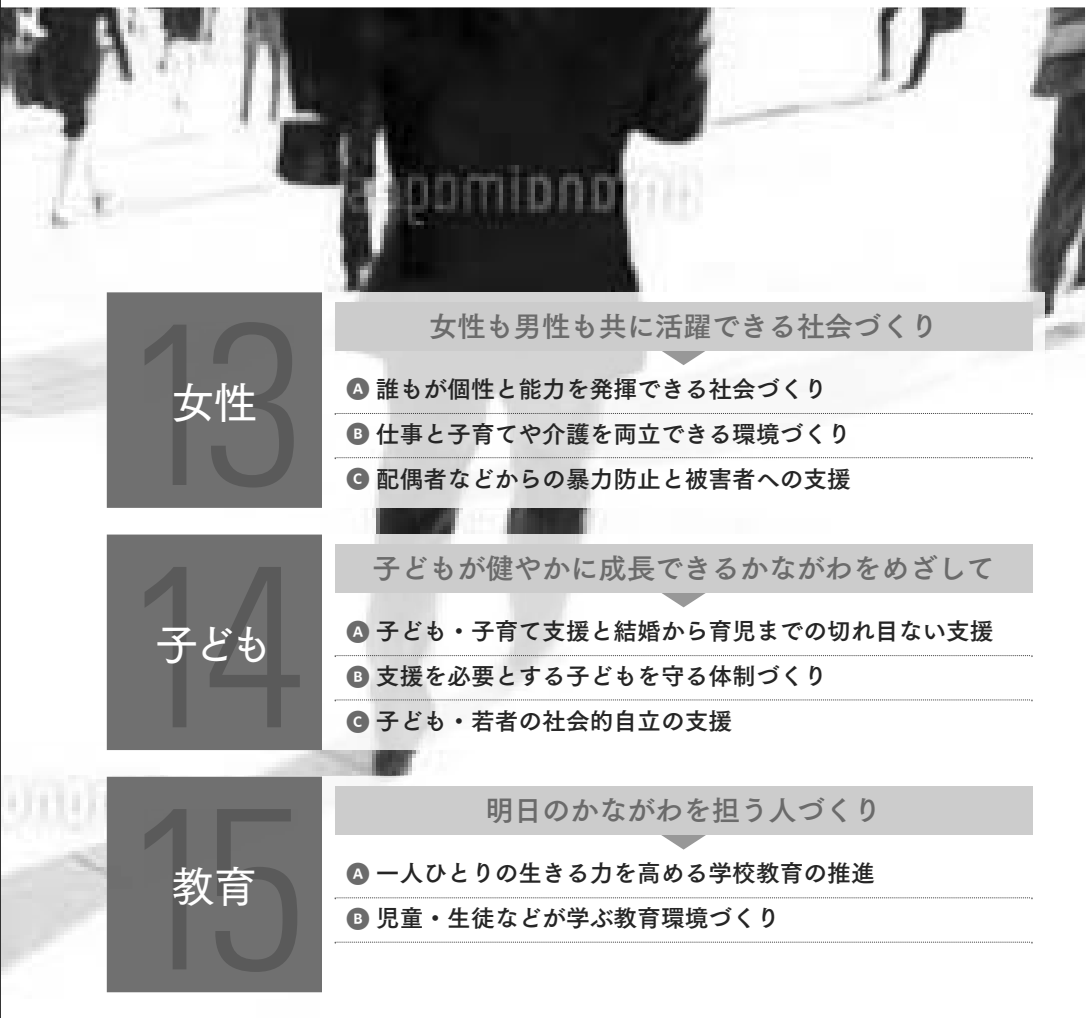 13
女性
女性も男性も共に活躍できる社会づくり
A 誰もが個性と能力を発揮できる社会づくり
B 仕事と子育てや介護を両立できる環境づくり
C 配偶者などからの暴力防止と被害者への支援
14
子ども
子どもが健やかに成長できるかながわをめざして
A 子ども・子育て支援と結婚から育児までの切れ目ない支援
B 支援を必要とする子どもを守る体制づくり
C 子ども・若者の社会的自立の支援
15
教育
明日のかながわを担う人づくり
A 一人ひとりの生きる力を高める学校教育の推進
B 児童・生徒などが学ぶ教育環境づくり